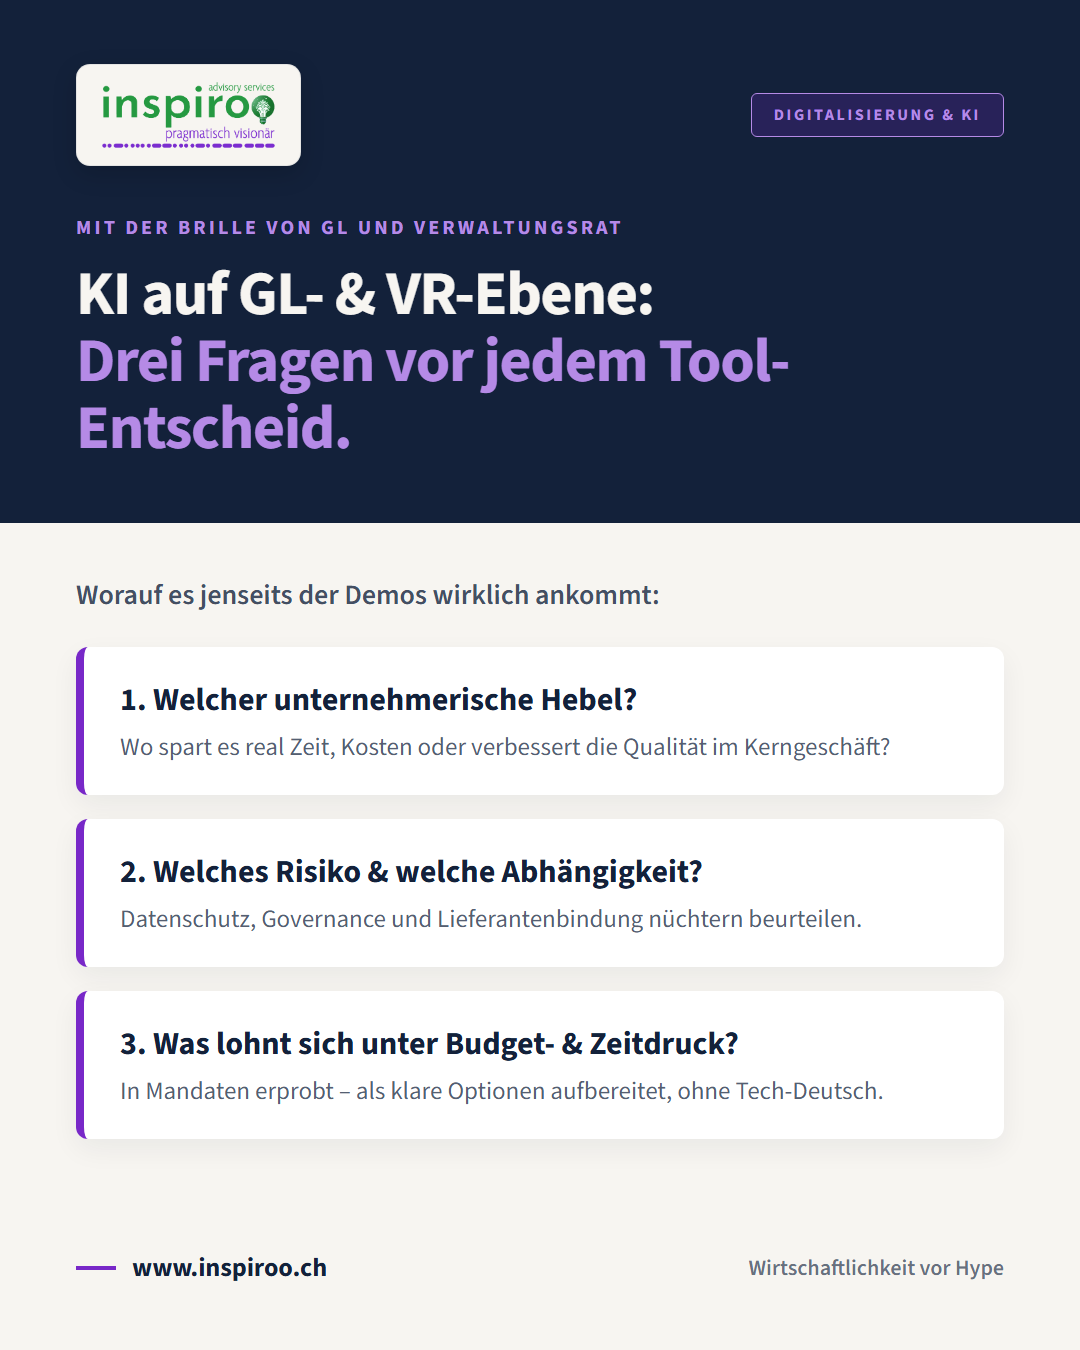 advisory services
inspiroo
pragmatisch visionär
DIGITALISIERUNG & KI
MIT DER BRILLE VON GL UND VERWALTUNGSRAT
KI auf GL- & VR-Ebene:
Drei Fragen vor jedem Tool-
Entscheid.
Worauf es jenseits der Demos wirklich ankommt:
1. Welcher unternehmerische Hebel?
Wo spart es real Zeit, Kosten oder verbessert die Qualität im Kerngeschäft?
2. Welches Risiko & welche Abhängigkeit?
Datenschutz, Governance und Lieferantenbindung nüchtern beurteilen.
3. Was lohnt sich unter Budget- & Zeitdruck?
In Mandaten erprobt – als klare Optionen aufbereitet, ohne Tech-Deutsch.
www.inspiroo.ch
Wirtschaftlichkeit vor Hype